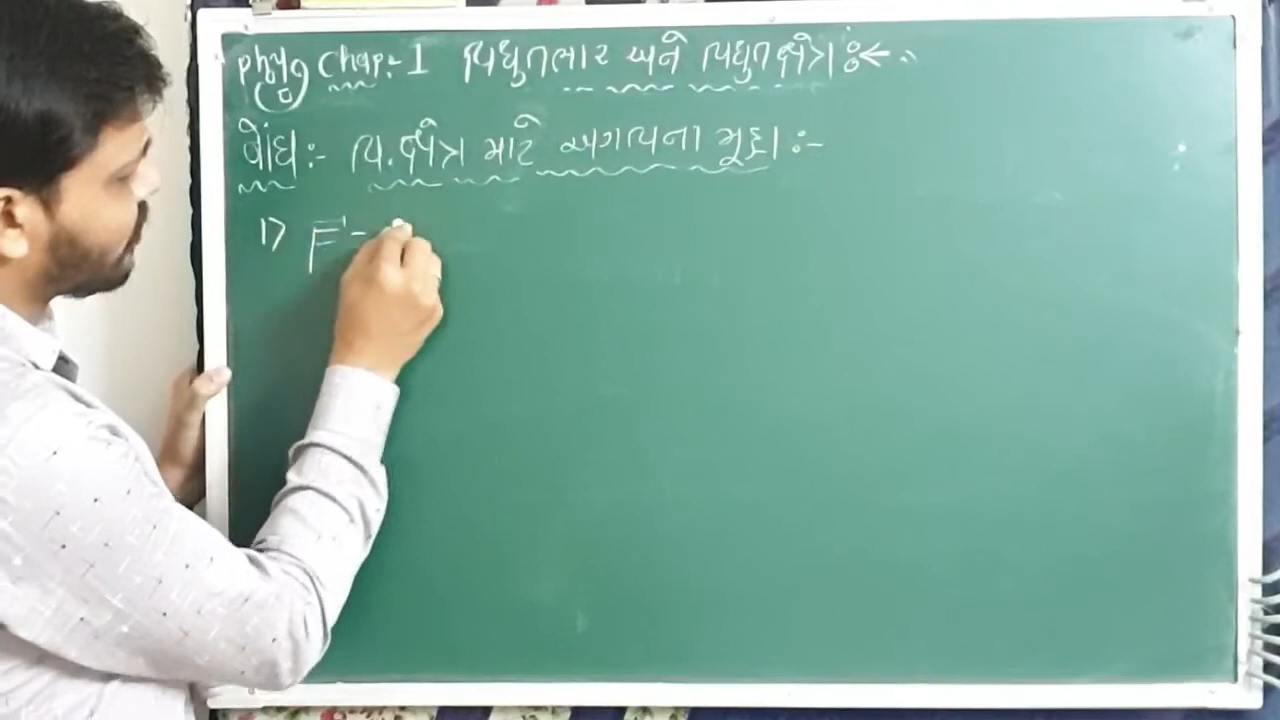 phy Chap:- 1 વિધુતભાર અને વિધુતક્ષેત્ર :←
નોંધ :- વિ.ક્ષેત્ર માટે અગત્યના મુદ્દા :-
1> F